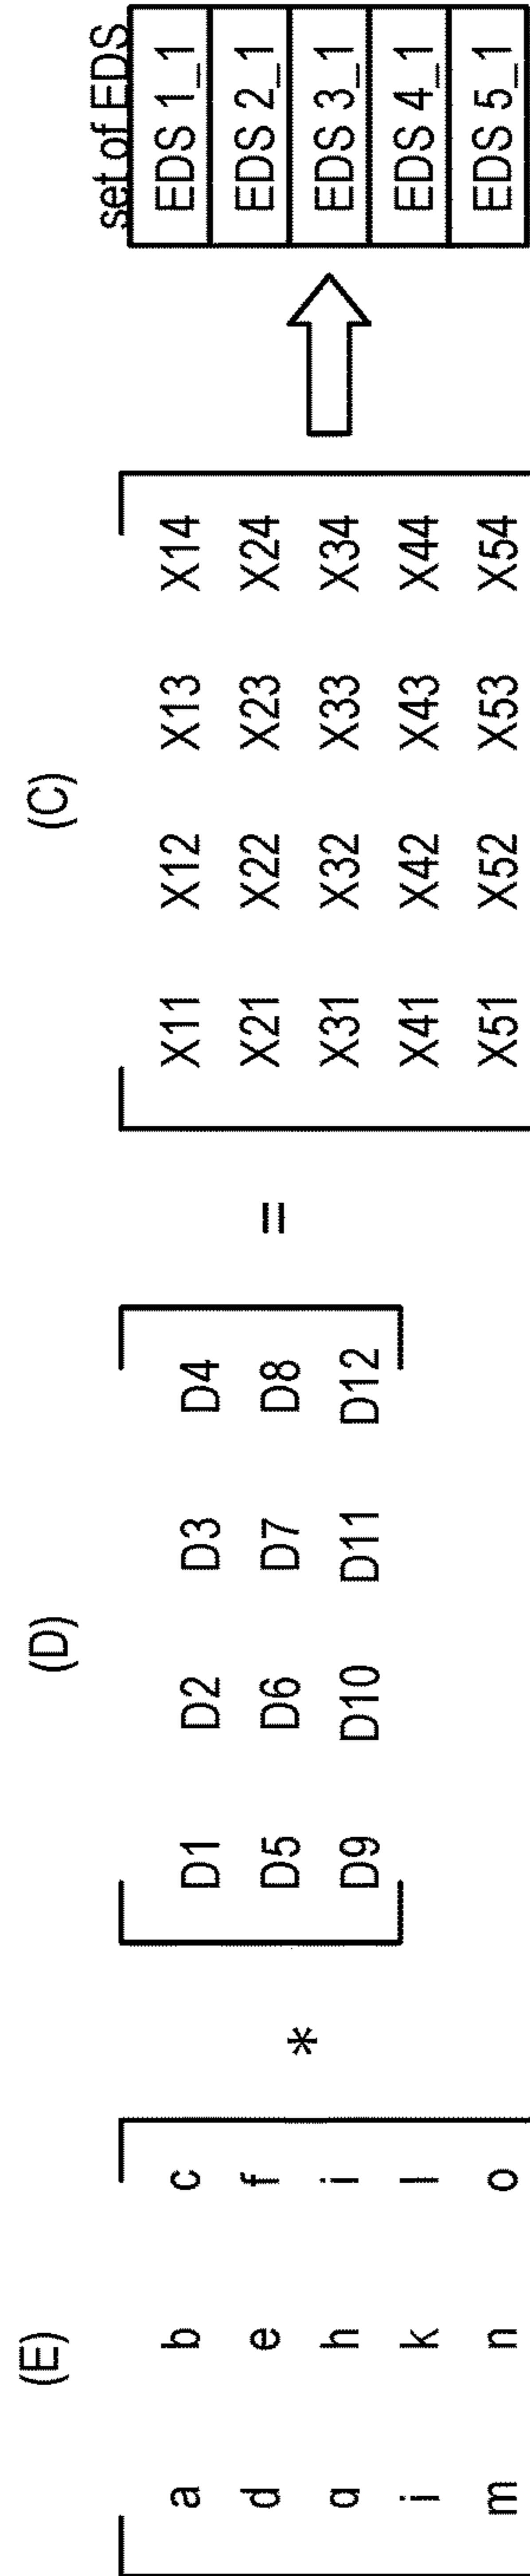 (E) (D) (C) set of EDS
a b c D1 D2 D3 D4 X11 X12 X13 X14 EDS 1_1
d e f D5 D6 D7 D8 X21 X22 X23 X24 EDS 2_1
* =
h i D9 D10 D11 D12 X31 X32 X33 X34 EDS 3_1
k l X41 X42 X43 X44 EDS 4_1
m n o X51 X52 X53 X54 EDS 5_1